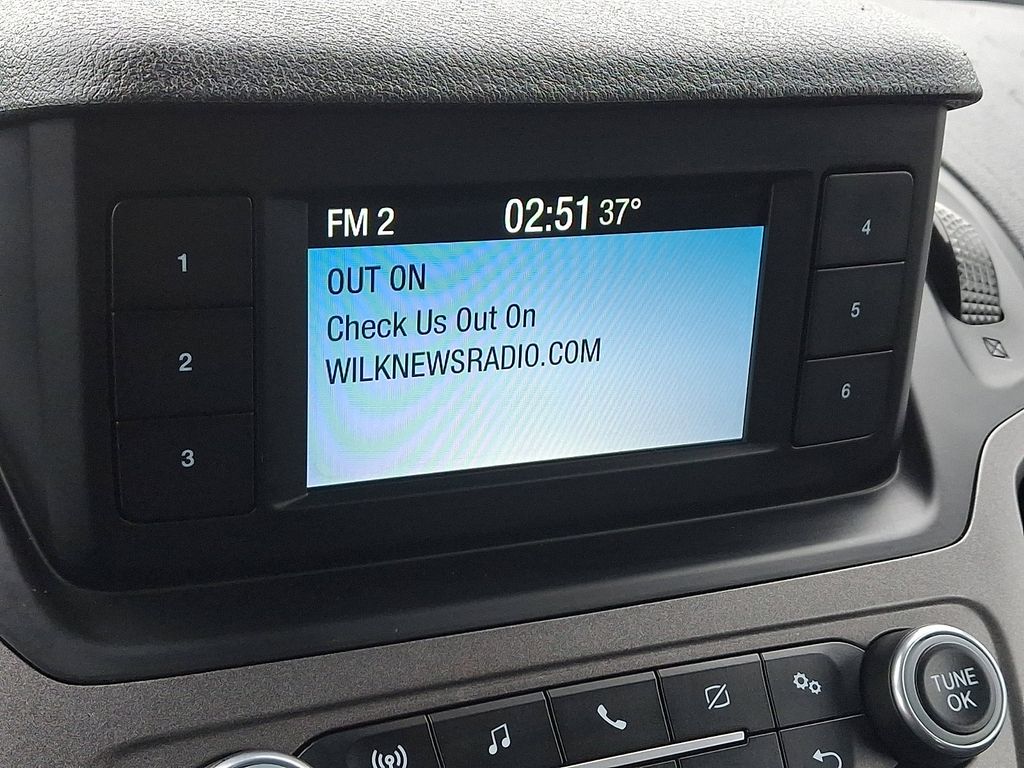 FM 2 02:51 37°
OUT ON
Check Us Out On
WILKNEWSRADIO.COM
1
2
3
4
5
6
TUNE
OK